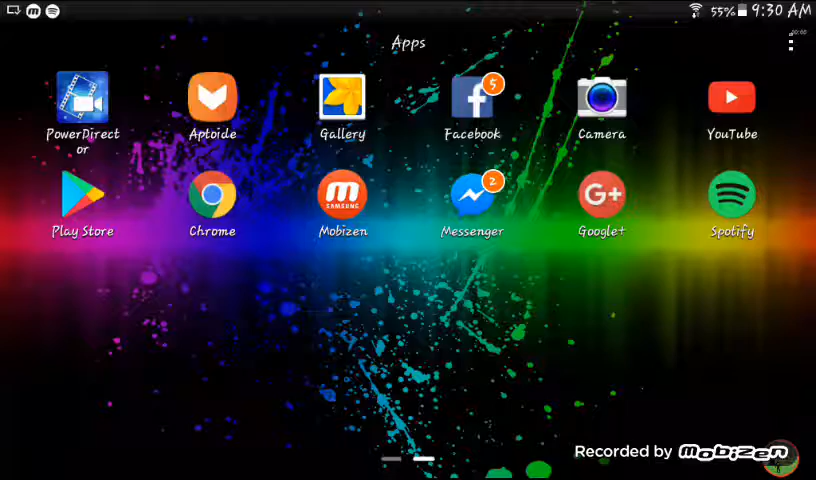 55% 9:30 AM
Apps
5
PowerDirect
or
Aptoide
Gallery
Facebook
Camera
YouTube
2
M
SAMSUNG
G+
Play Store
Chrome
Mobizen
Messenger
Google+
Spotify
Recorded by Mobizen